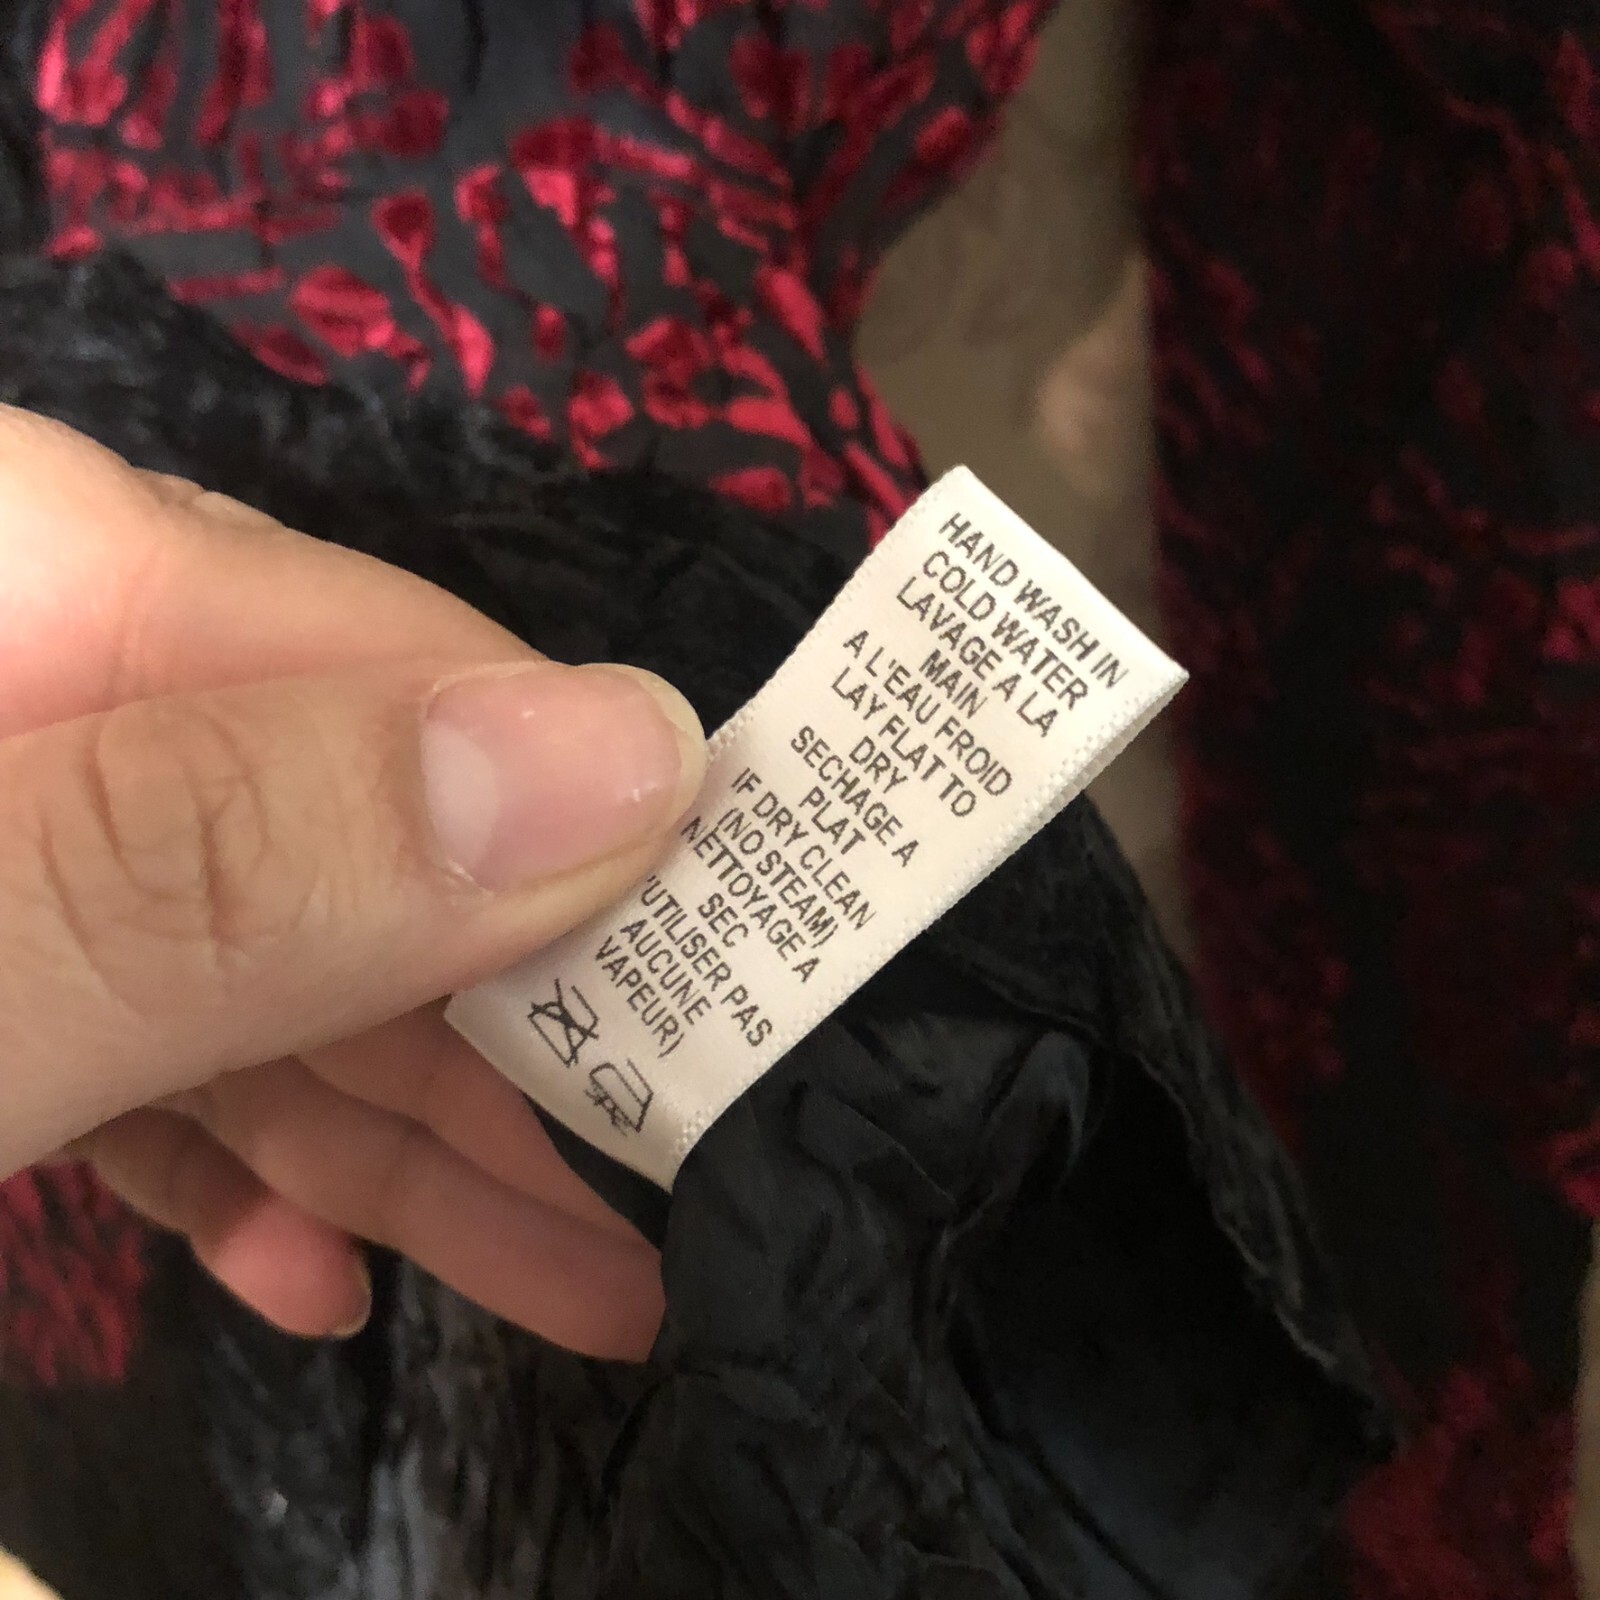 HAND WASH IN
COLD WATER
LAVAGE A LA
MAIN
A L'EAU FROID
LAY FLAT TO
DRY
SECHAGE A
PLAT
IF DRY CLEAN
(NO STEAM)
NETTOYAGE A
SEC
'UTILISER PAS
AUCUNE
VAPEUR)